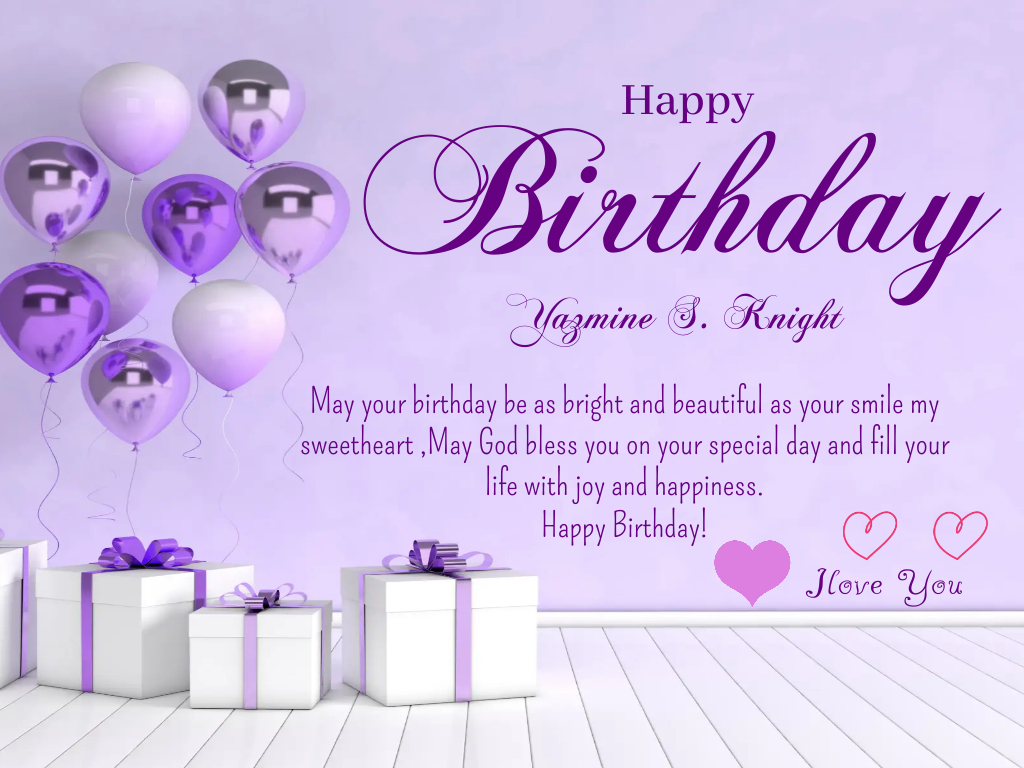 Happy
Birthday
Yazmine S. Knight
May your birthday be as bright and beautiful as your smile my
sweetheart ,May God bless you on your special day and fill your
life with joy and happiness.
Happy Birthday!
Ilove You